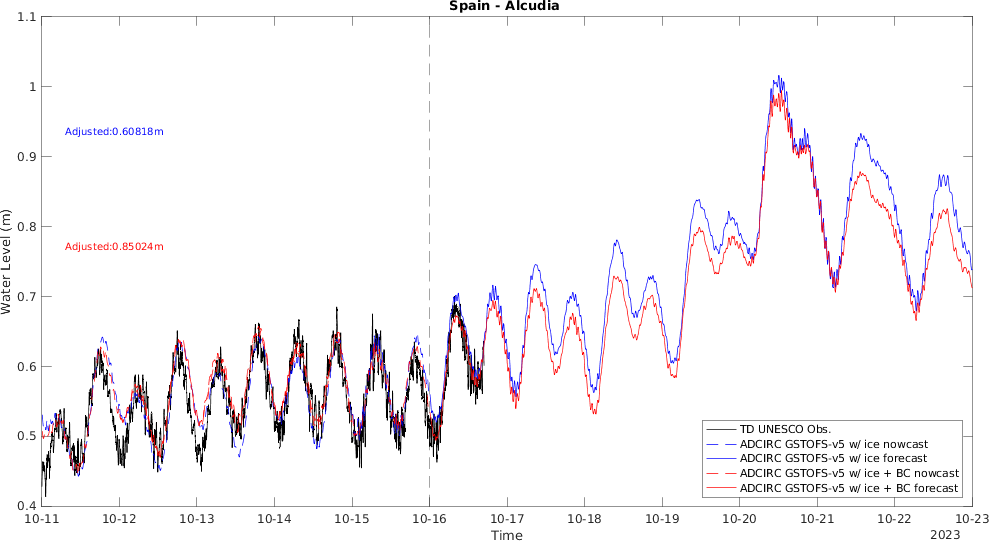 Spain - Alcudia
1.1
1
0.9
0.8
0.7
0.6
0.5
0.4
Water Level (m)
Adjusted:0.60818m
Adjusted:0.85024m
TD UNESCO Obs.
ADCIRC GSTOFS-v5 w/ ice nowcast
ADCIRC GSTOFS-v5 w/ ice forecast
ADCIRC GSTOFS-v5 w/ ice + BC nowcast
ADCIRC GSTOFS-v5 w/ ice + BC forecast
10-11 10-12 10-13 10-14 10-15 10-16 10-17 10-18 10-19 10-20 10-21 10-22 10-23
Time
2023